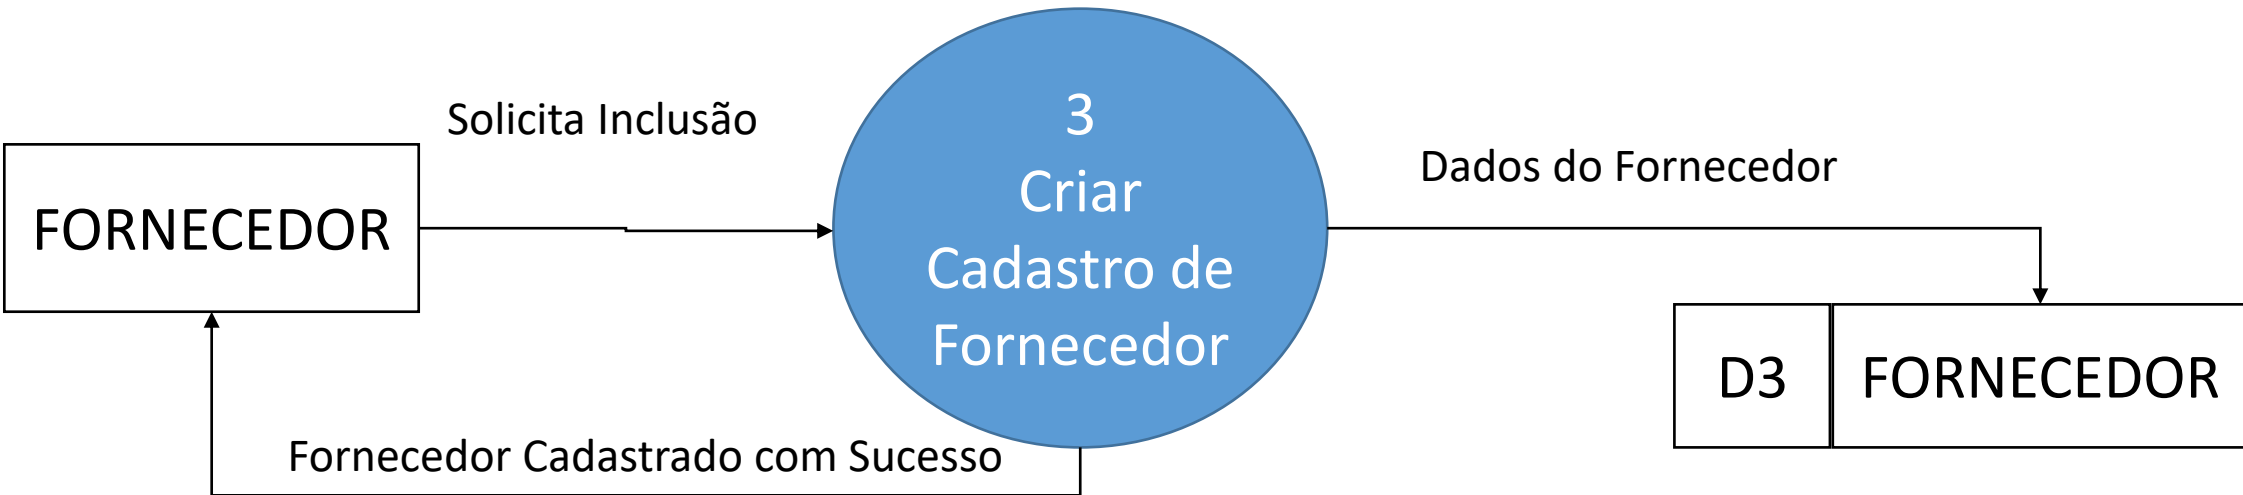 Solicita Inclusão
FORNECEDOR
3
Criar
Cadastro de
Fornecedor
Dados do Fornecedor
D3
FORNECEDOR
Fornecedor Cadastrado com Sucesso